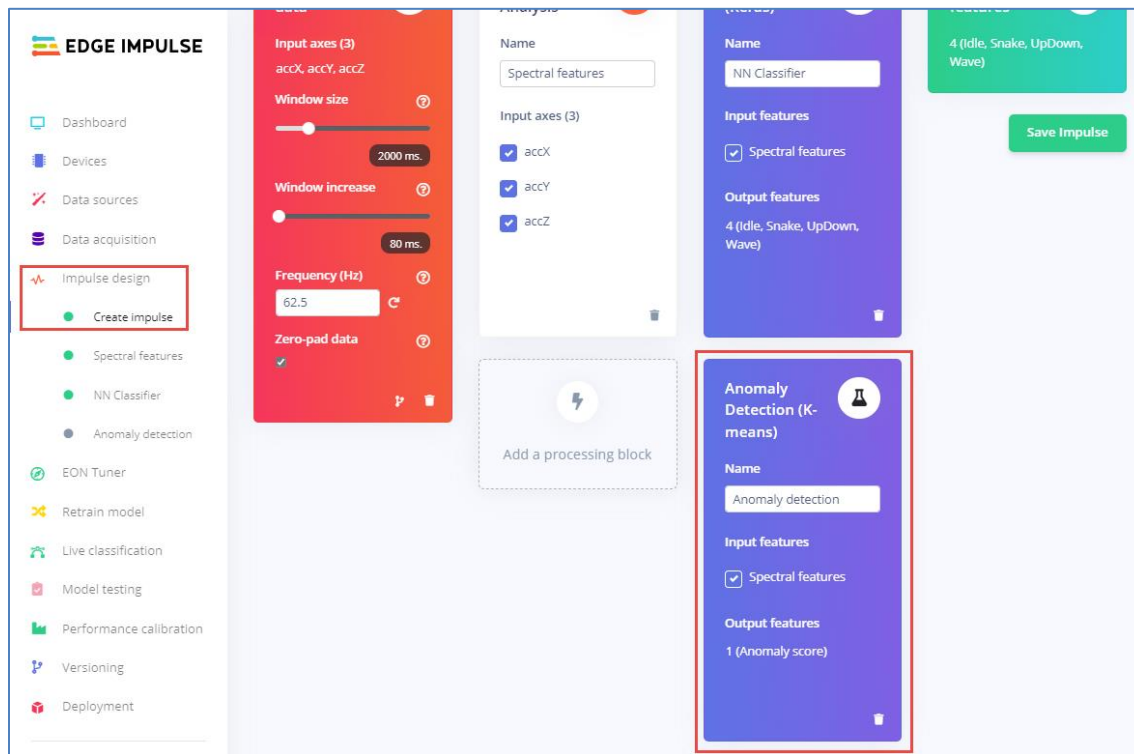 EDGE IMPULSE
Dashboard
Devices
Data sources
Data acquisition
Impulse design
Create impulse
Spectral features
NN Classifier
Anomaly detection
EON Tuner
Retrain model
Live classification
Model testing
Performance calibration
Versioning
Deployment
data
Input axes (3)
accX, accY, accZ
Window size
2000 ms.
Window increase
80 ms.
Frequency (Hz)
62.5
Zero-pad data
Analysis
Name
Spectral features
Input axes (3)
accX
accY
accZ
Add a processing block
(Keras)
Name
NN Classifier
Input features
Spectral features
Output features
4 (Idle, Snake, UpDown,
Wave)
Anomaly
Detection (K-
means)
Name
Anomaly detection
Input features
Spectral features
Output features
1 (Anomaly score)
features
4 (Idle, Snake, UpDown,
Wave)
Save Impulse